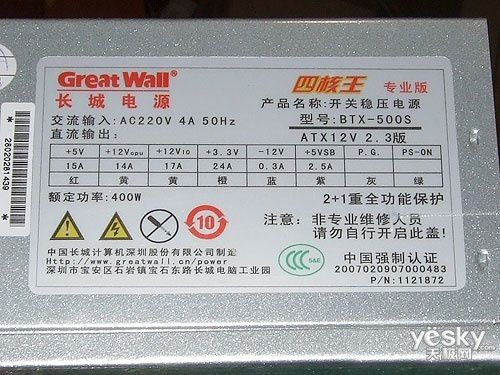 Great Wall® 四核王 专业版
长城电源 产品名称:开关稳压电源
交流输入:AC220V 4A 50Hz 型号:BTX-500S
直流输出: ATX12V 2.3版
+5V +12VCPU +12VIO +3.3V -12V +5VSB P.G. PS-ON
15A 14A 17A 24A 0.3A 2.5A
红 黄 黄 橙 蓝 紫 灰 绿
额定功率:400W 2+1重全功能保护
注意: 非专业维修人员
请勿自行开启此盖!
10
中国长城计算机深圳股份有限公司制造
Http://www.greatwall.cn/power
深圳市宝安区石岩镇宝石东路长城电脑工业园
CCC S&E
中国强制认证
2007020907000483
P/N:1121872
*28020281439*
yësky
天极网.com